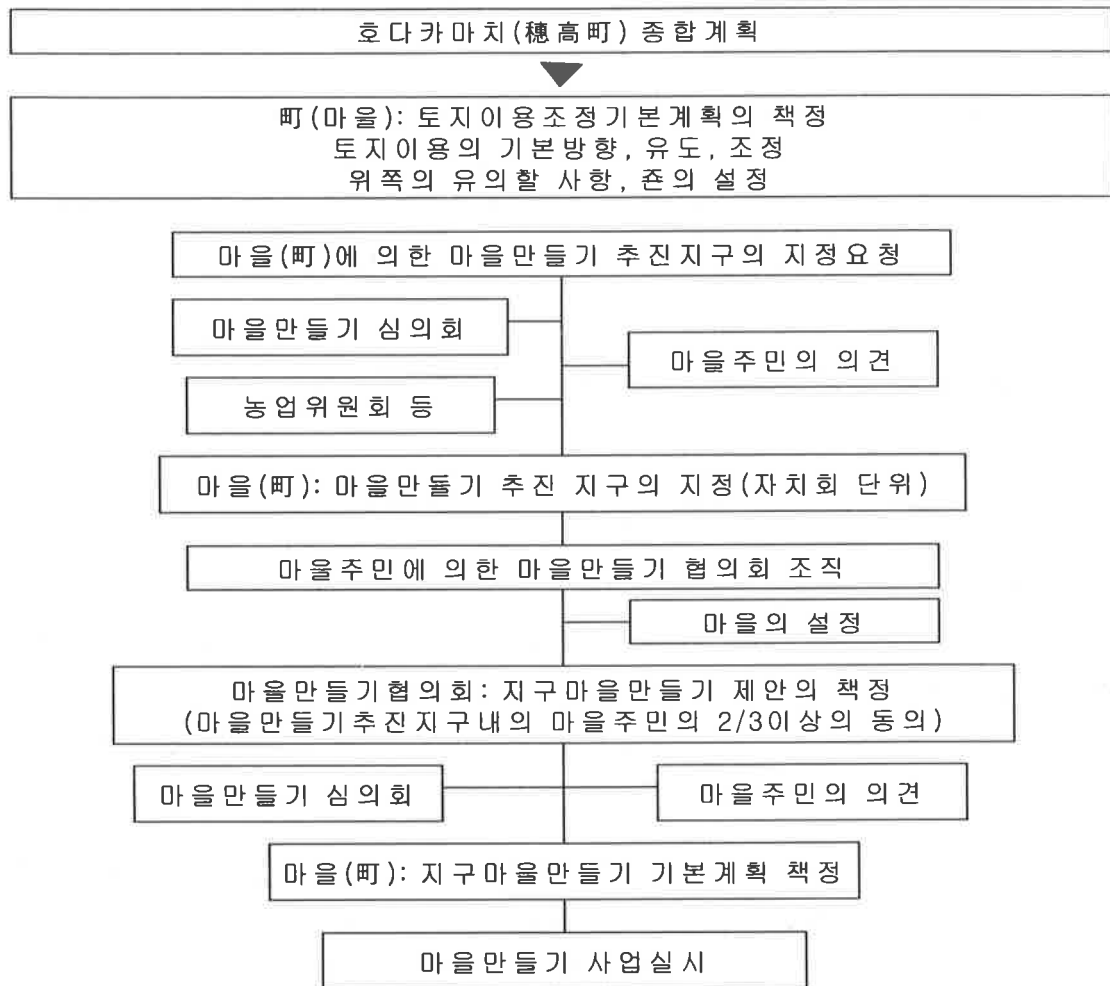 호다카마치(穗高町) 종합계획
町(마을): 토지이용조정기본계획의 책정
토지이용의 기본방향, 유도, 조정
위쪽의 유의할 사항, 죤의 설정
마을(町)에 의한 마을만들기 추진지구의 지정요청
마을만들기 심의회
마을주민의 의견
농업위원회 등
마을(町): 마을만들기 추진 지구의 지정(자치회 단위)
마을주민에 의한 마을만들기 협의회 조직
마을의 설정
마을만들기협의회: 지구마을만들기 제안의 책정
(마을만들기추진지구내의 마을주민의 2/3이상의 동의)
마을만들기 심의회
마을주민의 의견
마을(町): 지구마을만들기 기본계획 책정
마을만들기 사업실시